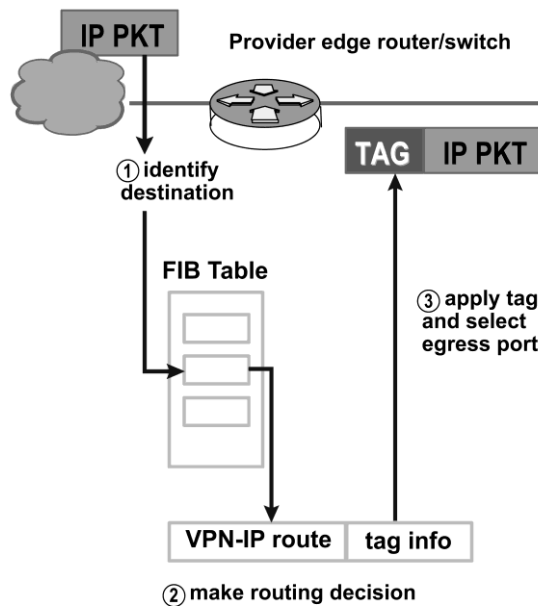 IP PKT
Provider edge router/switch
TAG IP PKT
1 identify
destination
FIB Table
3 apply tag
and select
egress port
VPN-IP route tag info
2 make routing decision